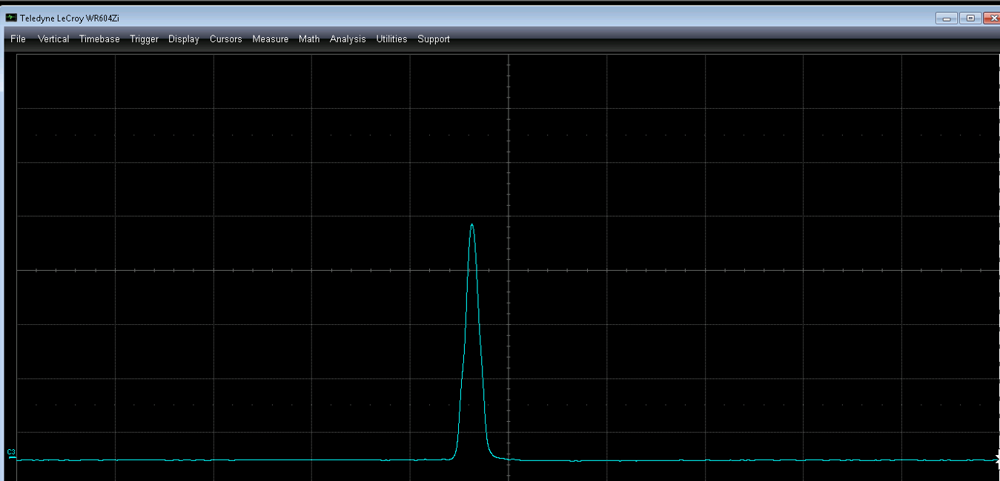 Teledyne LeCroy WR604Zi
File Vertical Timebase Trigger Display Cursors Measure Math Analysis Utilities Support
C3